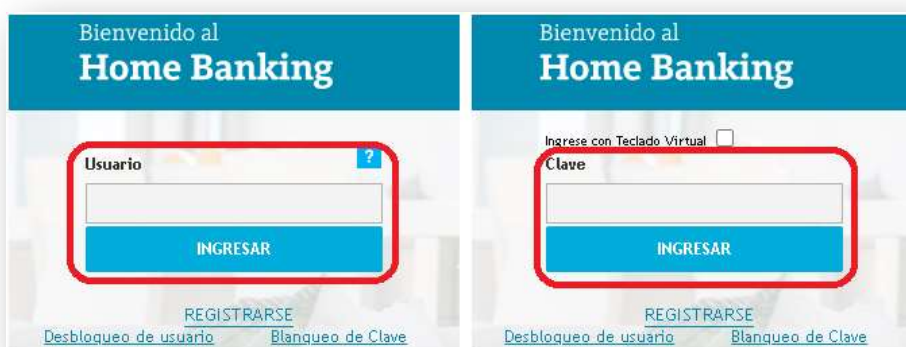 Bienvenido al
Home Banking
Usuario
?
INGRESAR
REGISTRARSE
Desbloqueo de usuario Blanqueo de Clave
Bienvenido al
Home Banking
Ingrese con Teclado Virtual
Clave
INGRESAR
REGISTRARSE
Desbloqueo de usuario Blanqueo de Clave